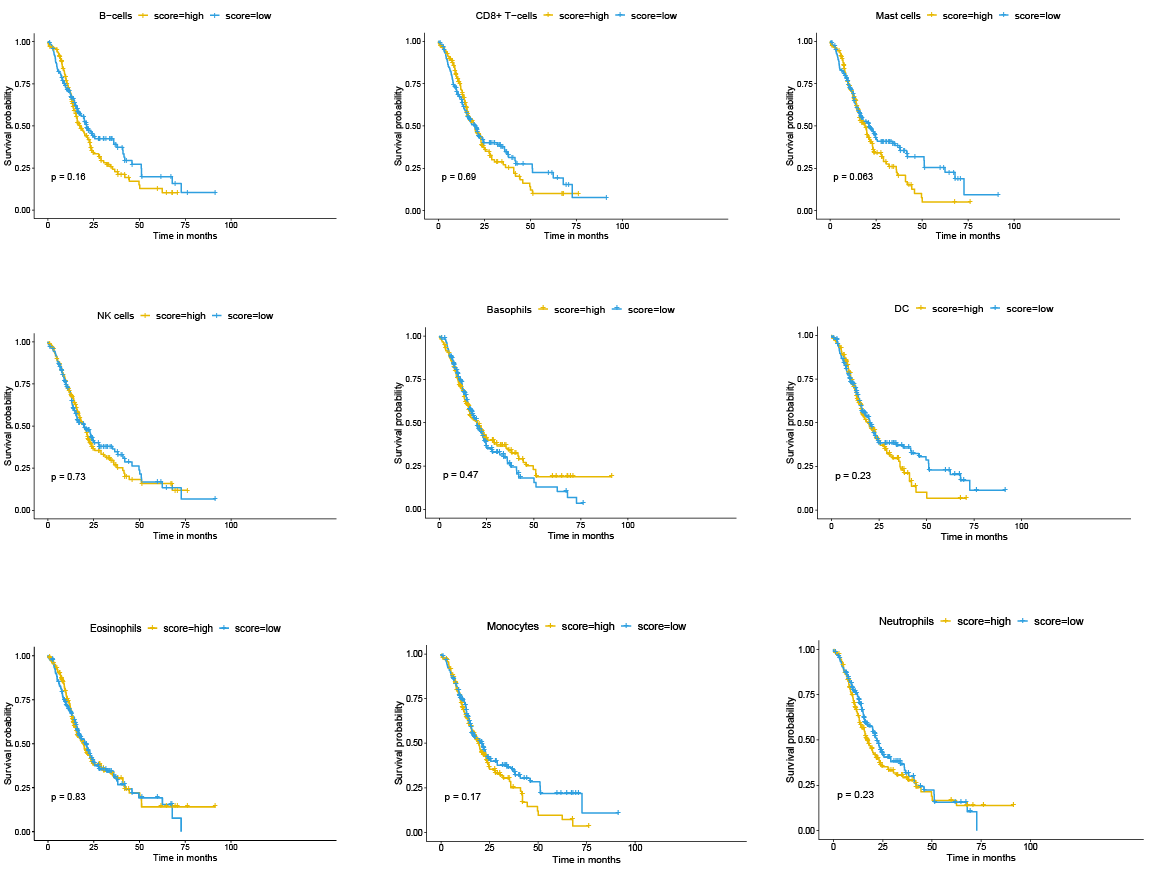 B-cells score=high score=low
1.00
0.75
0.50
0.25
0.00
Survival probability
p = 0.16
0 25 50 75 100
Time in months
CD8+ T-cells score=high score=low
1.00
0.75
0.50
0.25
0.00
Survival probability
p = 0.69
0 25 50 75 100
Time in months
Mast cells score=high score=low
1.00
0.75
0.50
0.25
0.00
Survival probability
p = 0.063
0 25 50 75 100
Time in months
NK cells score=high score=low
1.00
0.75
0.50
0.25
0.00
Survival probability
p = 0.73
0 25 50 75 100
Time in months
Basophils score=high score=low
1.00
0.75
0.50
0.25
0.00
Survival probability
p = 0.47
0 25 50 75 100
Time in months
DC score=high score=low
1.00
0.75
0.50
0.25
0.00
Survival probability
p = 0.23
0 25 50 75 100
Time in months
Eosinophils score=high score=low
1.00
0.75
0.50
0.25
0.00
Survival probability
p = 0.83
0 25 50 75 100
Time in months
Monocytes score=high score=low
1.00
0.75
0.50
0.25
0.00
Survival probability
p = 0.17
0 25 50 75 100
Time in months
Neutrophils score=high score=low
1.00
0.75
0.50
0.25
0.00
Survival probability
p = 0.23
0 25 50 75 100
Time in months